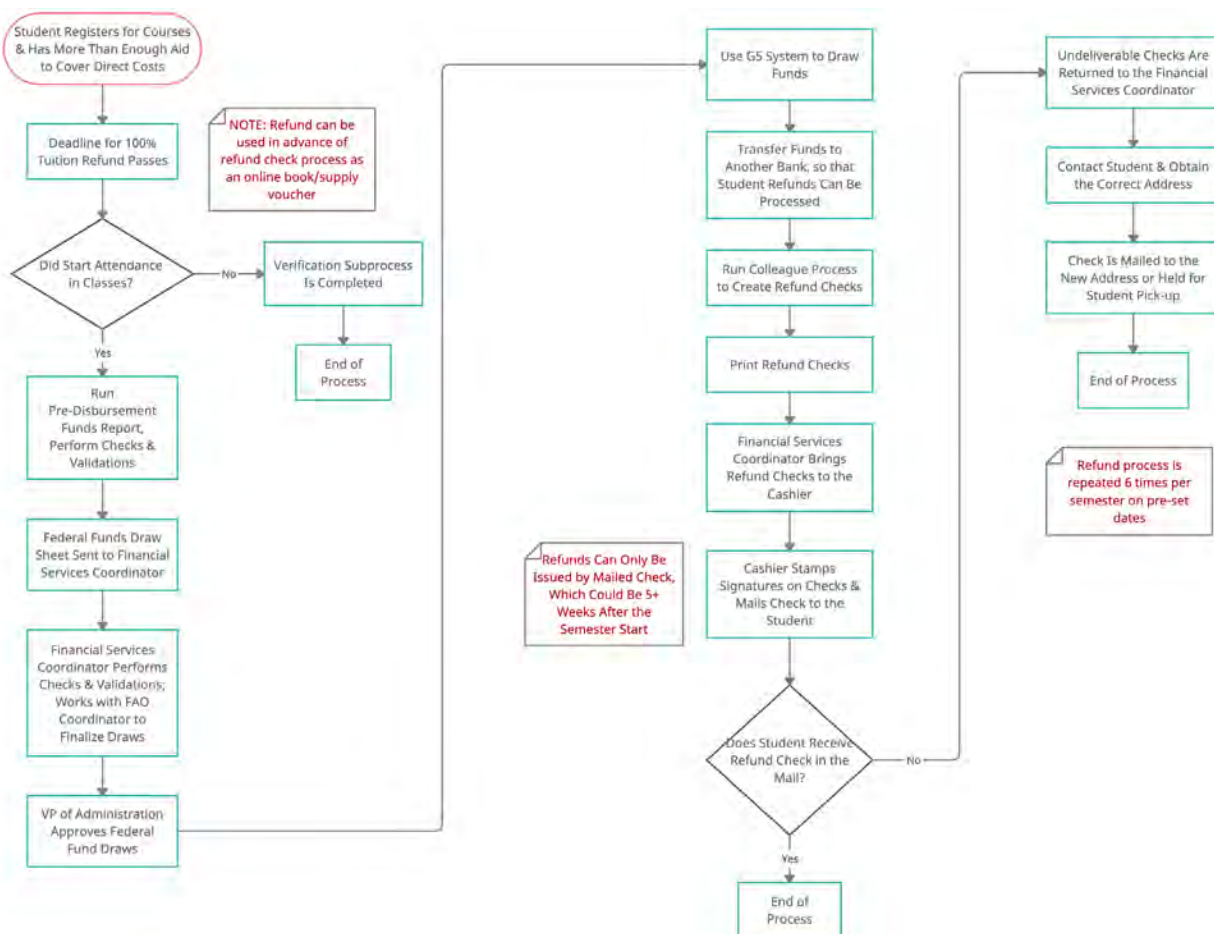 Student Registers for Courses
& Has More Than Enough Aid
to Cover Direct Costs
Deadline for 100%
Tuition Refund Passes
NOTE: Refund can be
used in advance of
refund check process as
an online book/supply
voucher
Did Start Attendance
in Classes?
No
Verification Subprocess
Is Completed
End of
Process
Yes
Run
Pre-Disbursement
Funds Report,
Perform Checks &
Validations
Federal Funds Draw
Sheet Sent to Financial
Services Coordinator
Financial Services
Coordinator Performs
Checks & Validations;
Works with FAO
Coordinator to
Finalize Draws
VP of Administration
Approves Federal
Fund Draws
Use G5 System to Draw
Funds
Transfer Funds to
Another Bank, so that
Student Refunds Can Be
Processed
Run Colleague Process
to Create Refund Checks
Print Refund Checks
Financial Services
Coordinator Brings
Refund Checks to the
Cashier
Refunds Can Only Be
Issued by Mailed Check,
Which Could Be 5+
Weeks After the
Semester Start
Cashier Stamps
Signatures on Checks &
Mails Check to the
Student
Does Student Receive
Refund Check in the
Mail?
No
Yes
End of
Process
Undeliverable Checks Are
Returned to the Financial
Services Coordinator
Contact Student & Obtain
the Correct Address
Check Is Mailed to the
New Address or Held for
Student Pick-up
End of Process
Refund process is
repeated 6 times per
semester on pre-set
dates